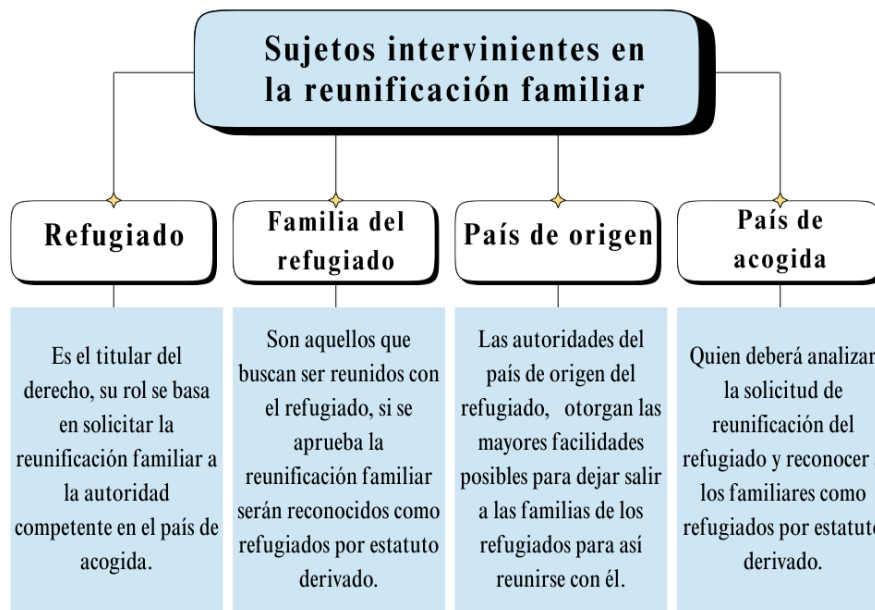 Sujetos intervinientes en
la reunificación familiar
Refugiado
Familia del
refugiado
País de origen
País de
acogida
Es el titular del
derecho, su rol se basa
en solicitar la
reunificación familiar a
la autoridad
competente en el país de
acogida.
Son aquellos que
buscan ser reunidos con
el refugiado, si se
aprueba la
reunificación familiar
serán reconocidos como
refugiados por estatuto
derivado.
Las autoridades del
país de origen del
refugiado, otorgan las
mayores facilidades
posibles para dejar salir
a las familias de los
refugiados para así
reunirse con él.
Quien deberá analizar
la solicitud de
reunificación del
refugiado y reconocer a
los familiares como
refugiados por estatuto
derivado.